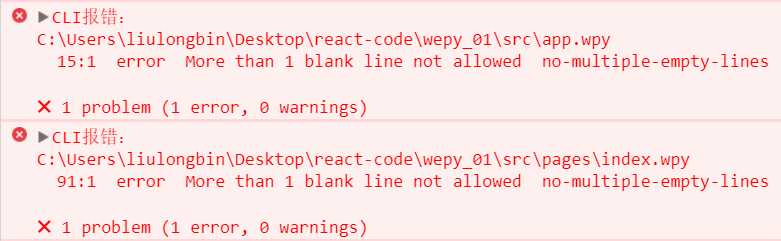 ▶CLI报错:
C:\Users\liulongbin\Desktop\react-code\wepy_01\src\app.wpy
15:1 error More than 1 blank line not allowed no-multiple-empty-lines
✕ 1 problem (1 error, 0 warnings)
▶CLI报错:
C:\Users\liulongbin\Desktop\react-code\wepy_01\src\pages\index.wpy
91:1 error More than 1 blank line not allowed no-multiple-empty-lines
✕ 1 problem (1 error, 0 warnings)